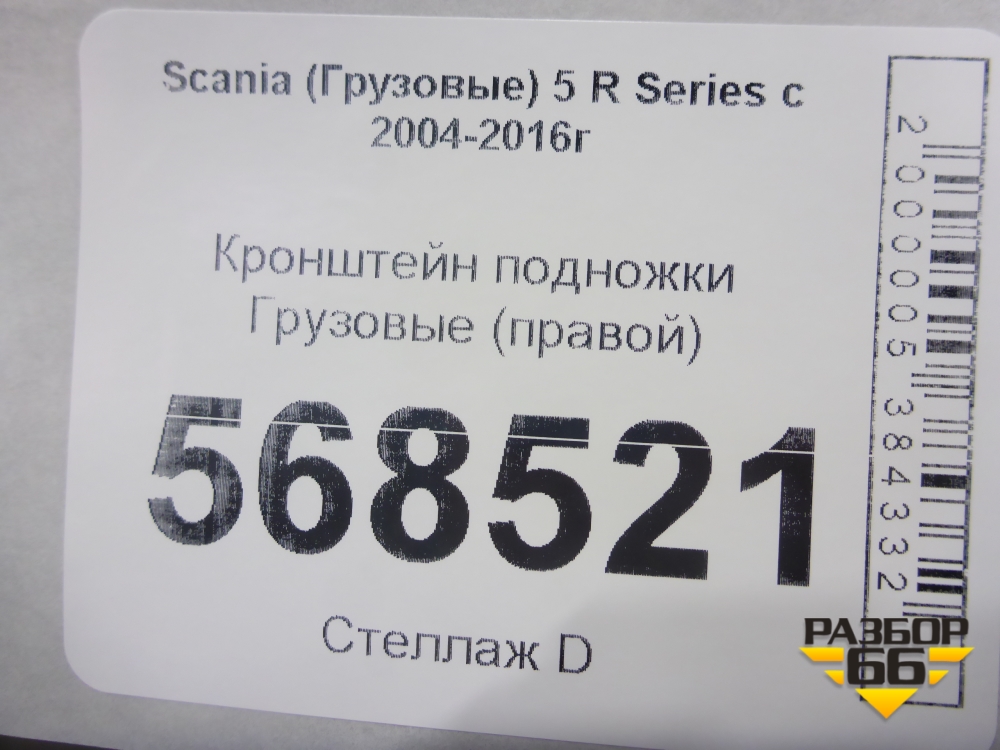 Scania (Грузовые) 5 R Series с
2004-2016г
Кронштейн подножки
Грузовые (правой)
568521
Стеллаж D
2000005384332
РАЗБОР
66